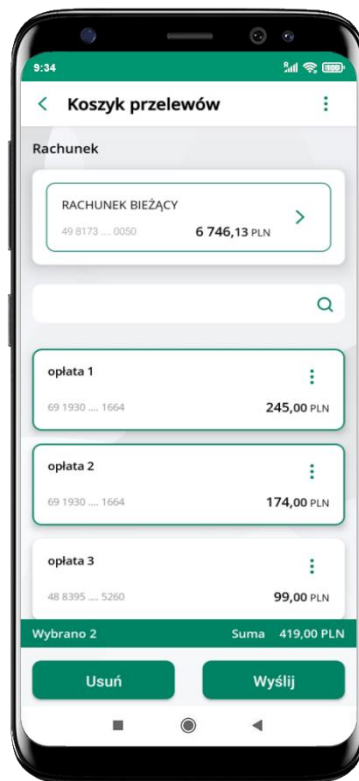 9:34
Koszyk przelewów
Rachunek
RACHUNEK BIEŻĄCY
49 8173 .... 0050 6 746,13 PLN
opłata 1
69 1930 .... 1664 245,00 PLN
opłata 2
69 1930 .... 1664 174,00 PLN
opłata 3
48 8395 .... 5260 99,00 PLN
Wybrano 2 Suma 419,00 PLN
Usuń Wyślij